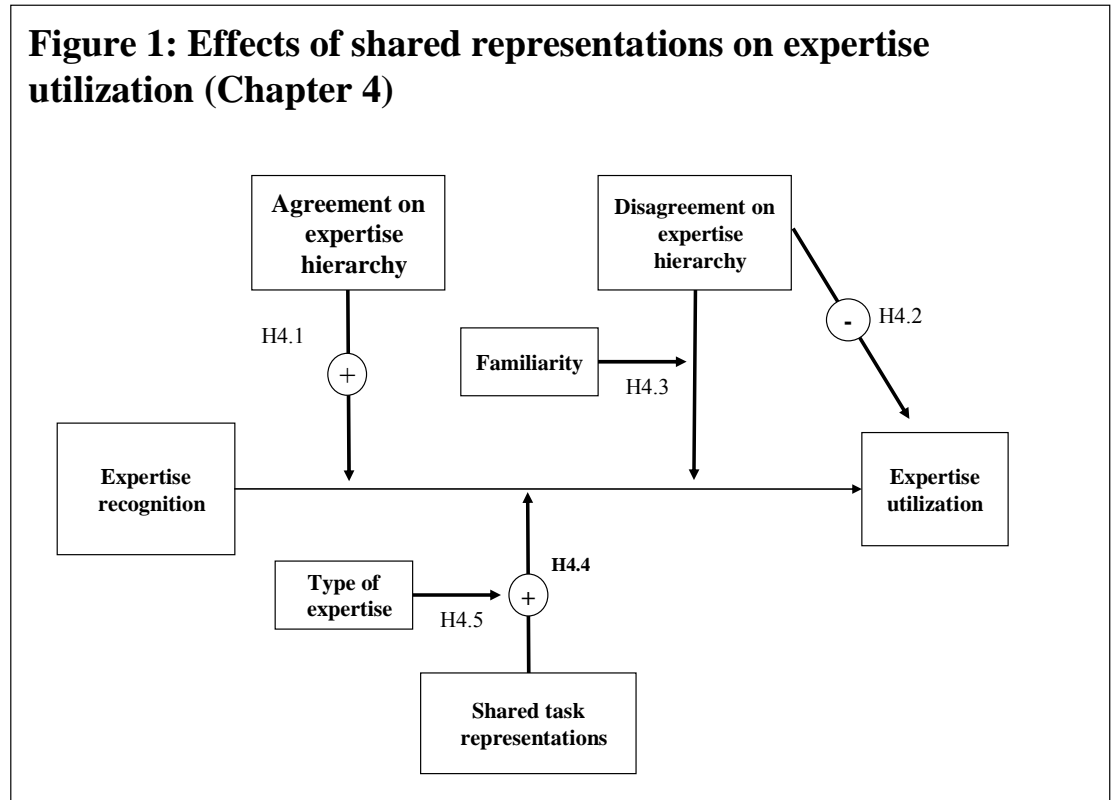 Figure 1: Effects of shared representations on expertise
utilization (Chapter 4)
Agreement on
expertise
hierarchy
Disagreement on
expertise
hierarchy
H4.1
+
-
H4.2
Familiarity
H4.3
Expertise
recognition
Expertise
utilization
Type of
expertise
H4.5
H4.4
+
Shared task
representations